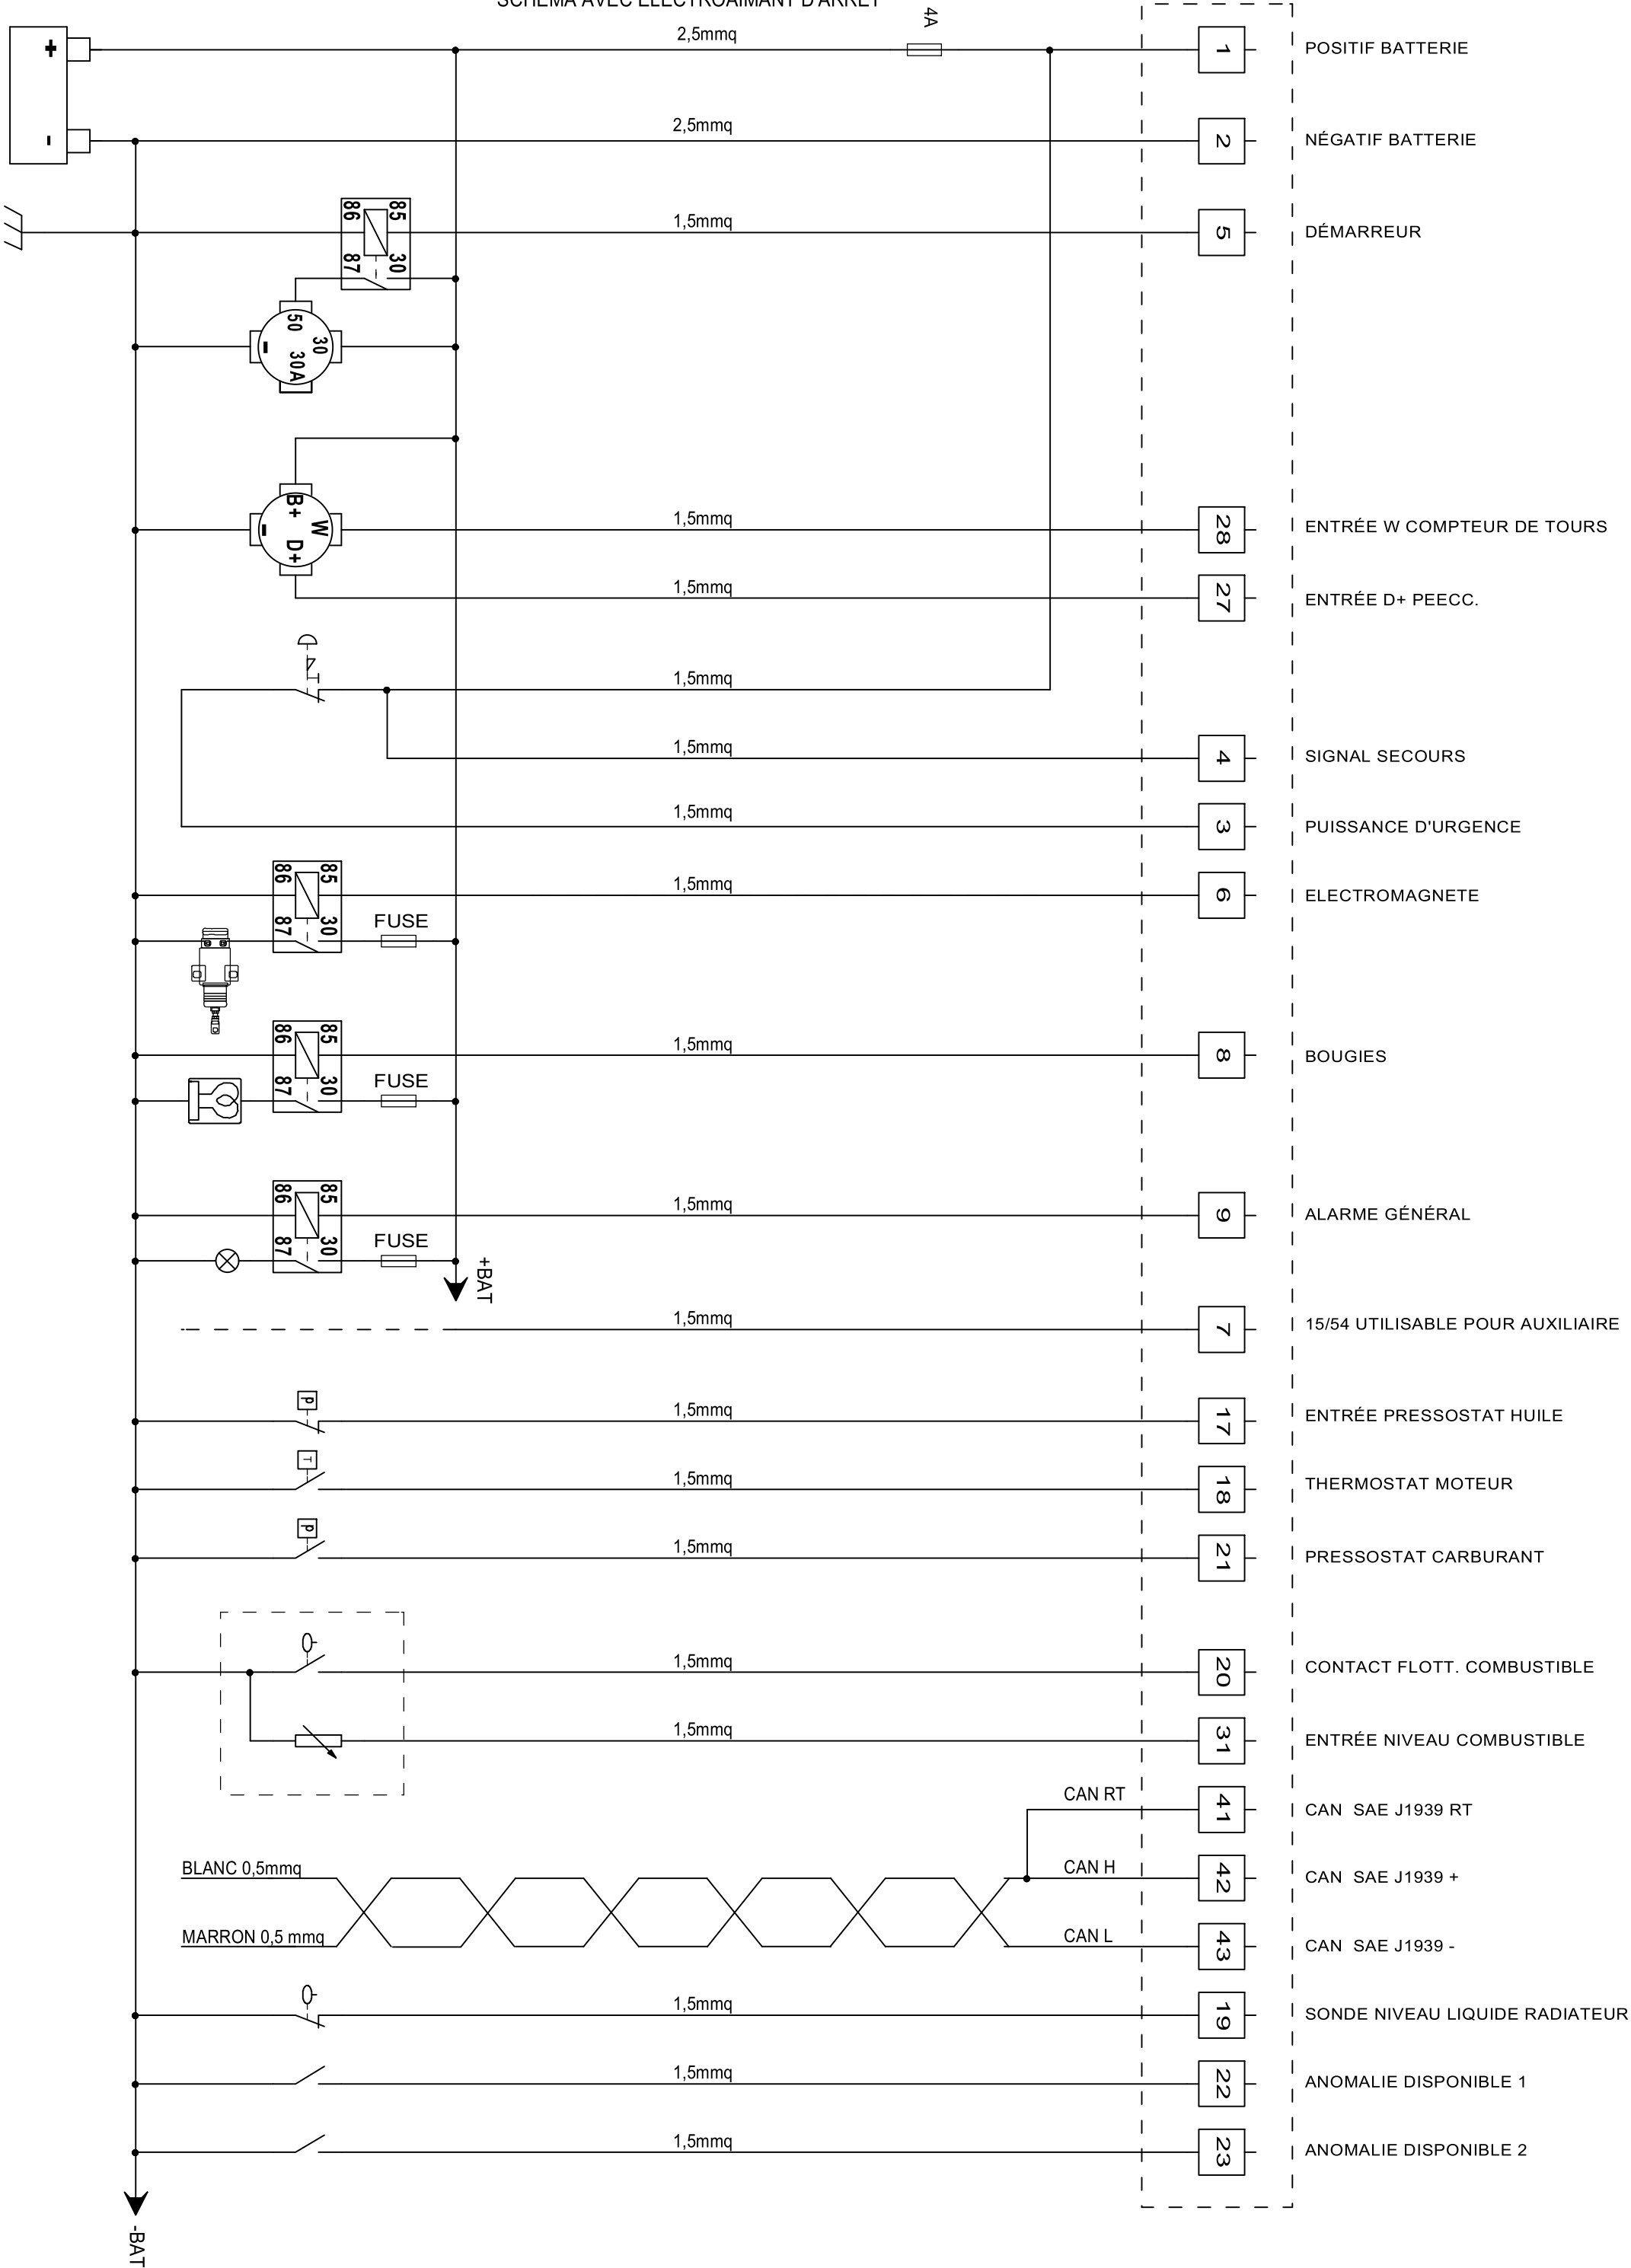 SCHÉMA AVEC ÉLECTROAIMANT D'ARRÊT
+ 2,5mmq 4A 1 POSITIF BATTERIE
- 2,5mmq 2 NÉGATIF BATTERIE
86 85 87 30 1,5mmq 5 DÉMARREUR
50 30 - 30A
B+ W - D+ 1,5mmq 28 ENTRÉE W COMPTEUR DE TOURS
1,5mmq 27 ENTRÉE D+ PEECC.
1,5mmq
1,5mmq 4 SIGNAL SECOURS
1,5mmq 3 PUISSANCE D'URGENCE
86 85 87 30 1,5mmq 6 ELECTROMAGNETE
FUSE
86 85 87 30 1,5mmq 8 BOUGIES
FUSE
86 85 87 30 1,5mmq 9 ALARME GÉNÉRAL
FUSE
+BAT
1,5mmq 7 15/54 UTILISABLE POUR AUXILIAIRE
P 1,5mmq 17 ENTRÉE PRESSOSTAT HUILE
T 1,5mmq 18 THERMOSTAT MOTEUR
P 1,5mmq 21 PRESSOSTAT CARBURANT
1,5mmq 20 CONTACT FLOTT. COMBUSTIBLE
1,5mmq 31 ENTRÉE NIVEAU COMBUSTIBLE
CAN RT 41 CAN SAE J1939 RT
BLANC 0,5mmq CAN H 42 CAN SAE J1939 +
MARRON 0,5 mmq CAN L 43 CAN SAE J1939 -
1,5mmq 19 SONDE NIVEAU LIQUIDE RADIATEUR
1,5mmq 22 ANOMALIE DISPONIBLE 1
1,5mmq 23 ANOMALIE DISPONIBLE 2
-BAT